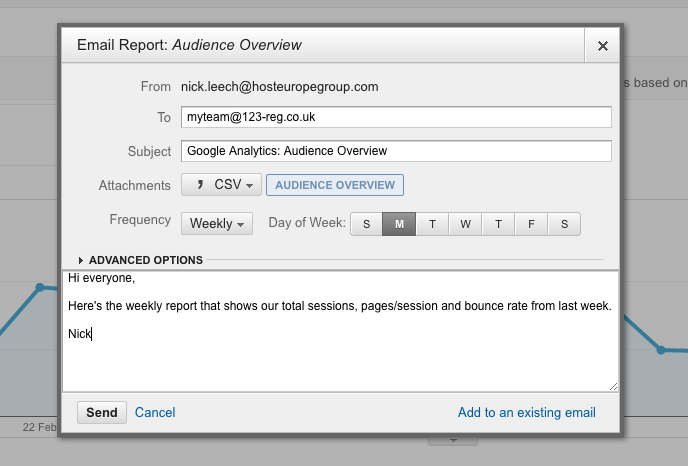 Email Report: Audience Overview
s based on
From nick.leech@hosteuropegroup.com
To myteam@123-reg.co.uk
Subject Google Analytics: Audience Overview
Attachments CSV AUDIENCE OVERVIEW
Frequency Weekly Day of Week: S M T W T F S
ADVANCED OPTIONS
Hi everyone,
Here's the weekly report that shows our total sessions, pages/session and bounce rate from last week.
Nick
Send Cancel Add to an existing email
22 Feb